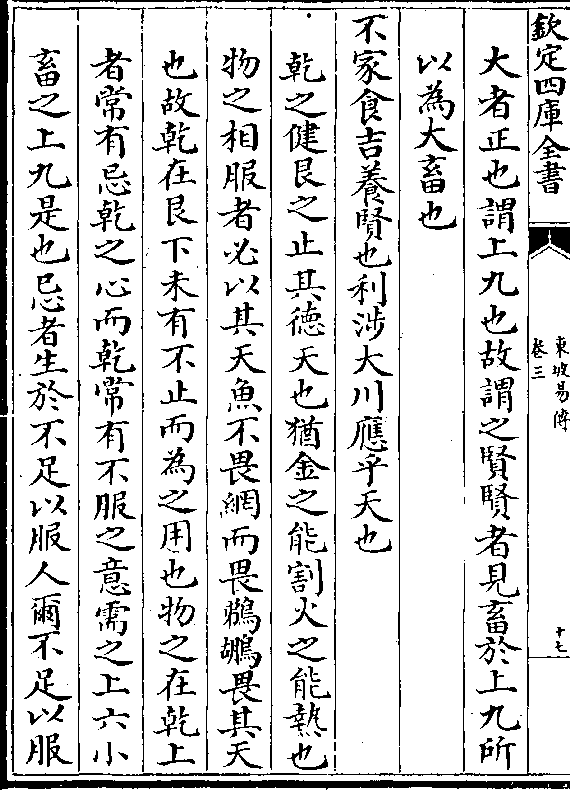 欽定四庫全書
東坡易傳
卷三
十七
大者正也謂上九也故謂之賢賢者見畜於上九所
以為大畜也
不家食吉養賢也利涉大川應乎天也
乾之健艮之止其德天也猶金之能割火之能熱也
物之相服者必以其天魚不畏網而畏鵜鶘畏其天
也故乾在艮下未有不止而為之用也物之在乾上
者常有忌乾之心而乾常有不服之意需之上六小
畜之上九是也忌者生於不足以服人爾不足以服